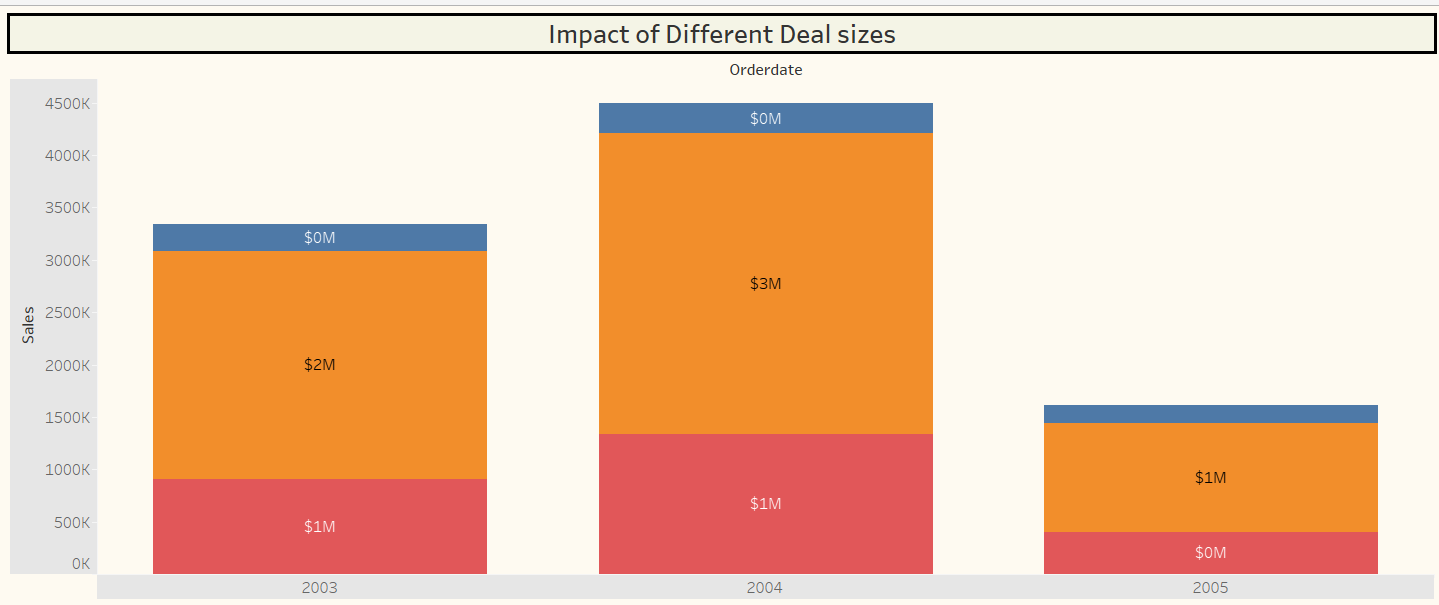 Impact of Different Deal sizes
Orderdate
Sales
4500K
4000K
3500K
3000K
2500K
2000K
1500K
1000K
500K
0K
$0M
$2M
$1M
$0M
$3M
$1M
$1M
$0M
2003
2004
2005